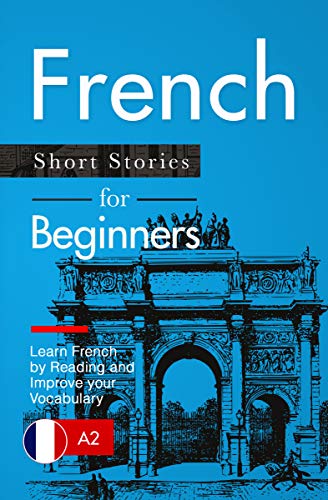 French
Short Stories
for
Beginners
Learn French
by Reading and
Improve your
Vocabulary
A2